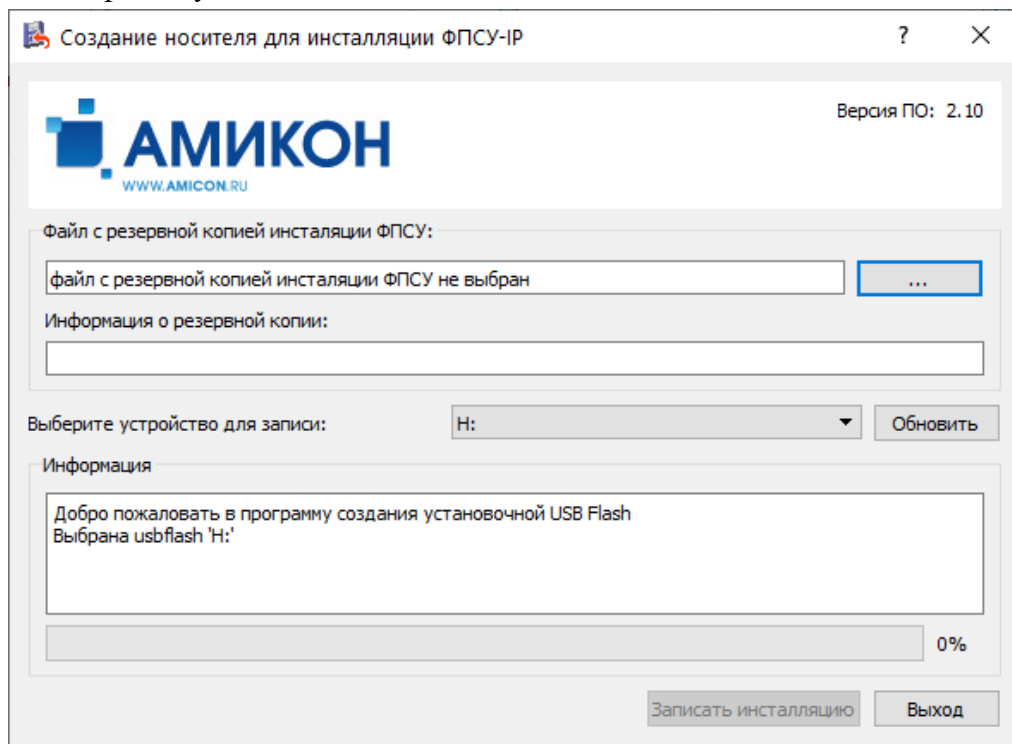 Создание носителя для инсталляции ФПСУ-IP
?
Версия ПО: 2.10
АМИКОН
WWW.AMICON.RU
Файл с резервной копией инсталяции ФПСУ:
файл с резервной копией инсталяции ФПСУ не выбран
...
Информация о резервной копии:
Выберите устройство для записи:
H:
Обновить
Информация
Добро пожаловать в программу создания установочной USB Flash
Выбрана usbflash 'H:'
0%
Записать инсталляцию
Выход